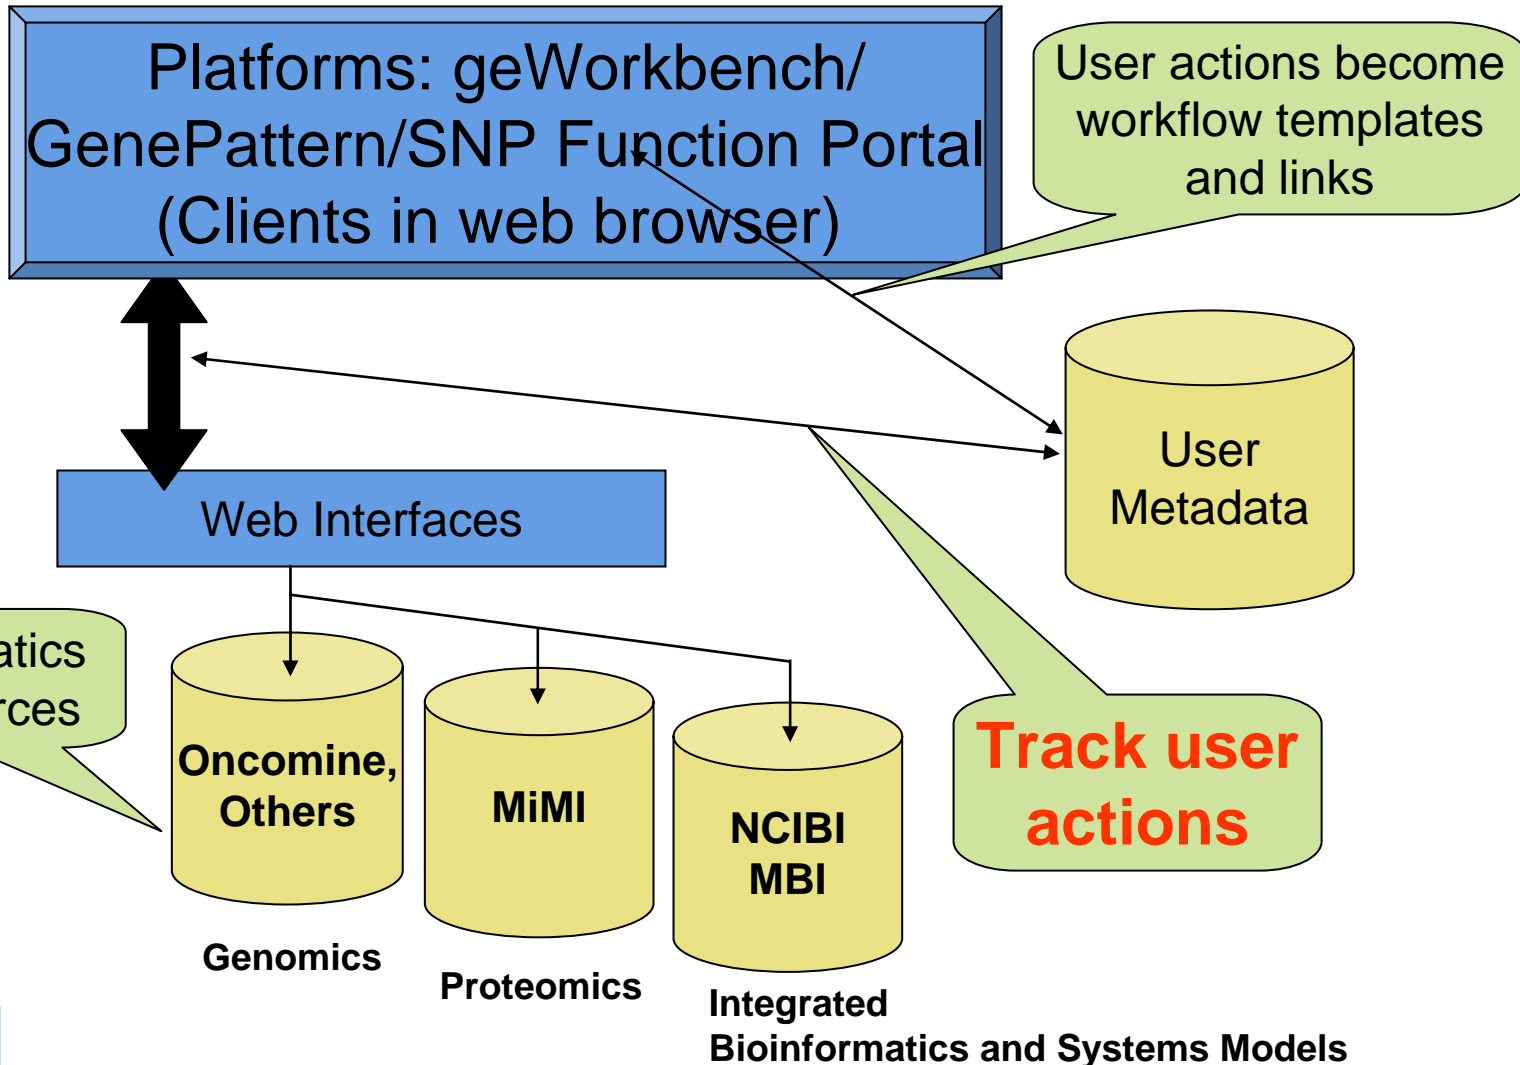 Platforms: geWorkbench/
GenePattern/SNP Function Portal
(Clients in web browser)
User actions become
workflow templates
and links
User
Metadata
Web Interfaces
Oncomine,
Others
MiMI
NCIBI
MBI
Track user
actions
Genomics
Proteomics
Integrated
Bioinformatics and Systems Models